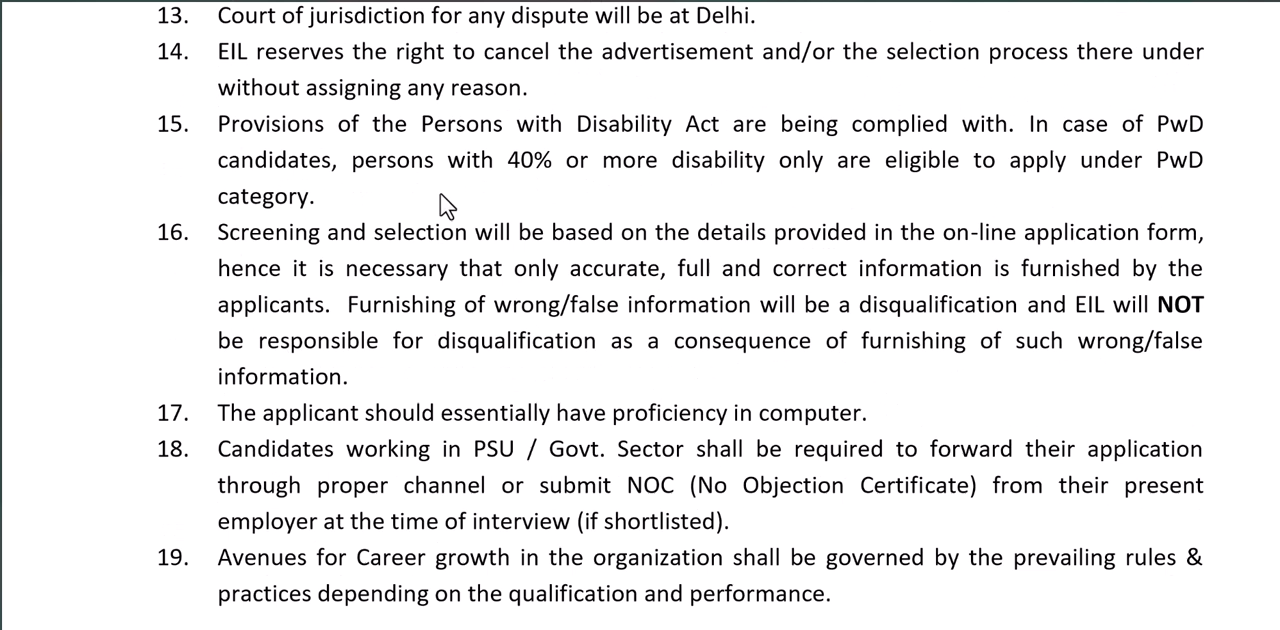 13. Court of jurisdiction for any dispute will be at Delhi.
14. EIL reserves the right to cancel the advertisement and/or the selection process there under
without assigning any reason.
15. Provisions of the Persons with Disability Act are being complied with. In case of PwD
candidates, persons with 40% or more disability only are eligible to apply under PwD
category.
16. Screening and selection will be based on the details provided in the on-line application form,
hence it is necessary that only accurate, full and correct information is furnished by the
applicants. Furnishing of wrong/false information will be a disqualification and EIL will NOT
be responsible for disqualification as a consequence of furnishing of such wrong/false
information.
17. The applicant should essentially have proficiency in computer.
18. Candidates working in PSU / Govt. Sector shall be required to forward their application
through proper channel or submit NOC (No Objection Certificate) from their present
employer at the time of interview (if shortlisted).
19. Avenues for Career growth in the organization shall be governed by the prevailing rules &
practices depending on the qualification and performance.